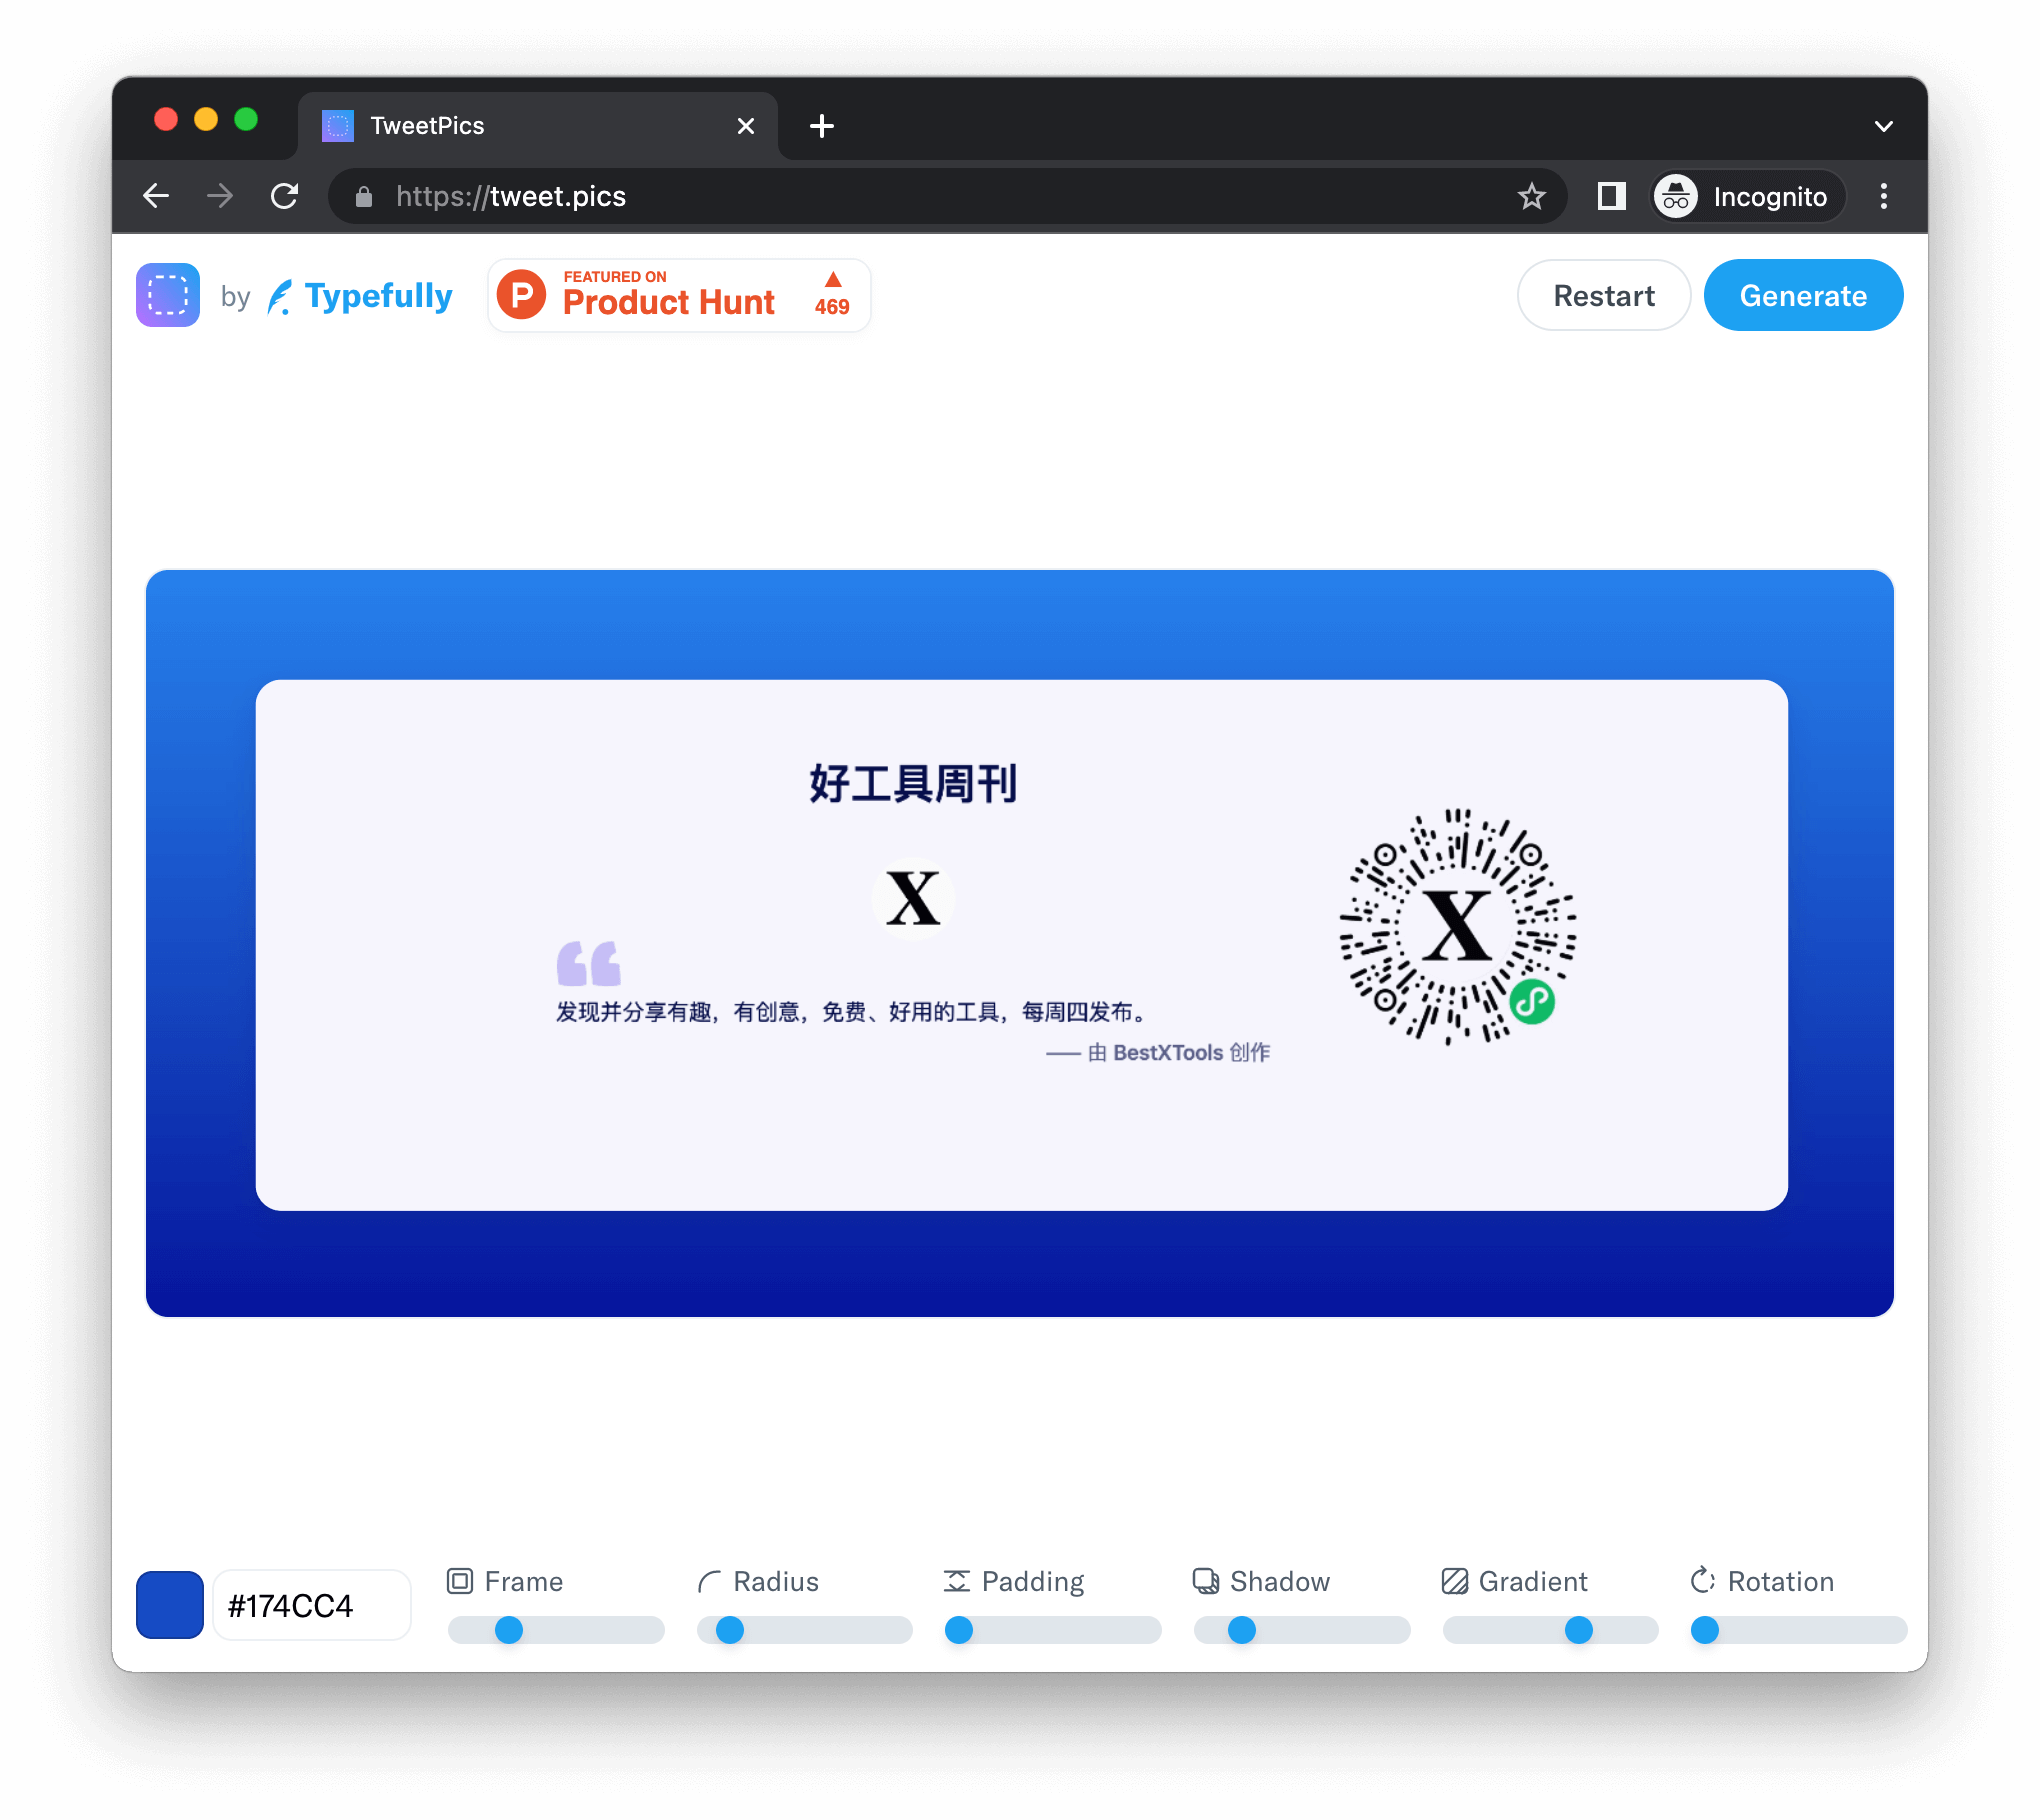 TweetPics
https://tweet.pics
Incognito
by Typefully
FEATURED ON
Product Hunt
469
Restart
Generate
好工具周刊
X
X
“
发现并分享有趣，有创意，免费、好用的工具，每周四发布。
—— 由 BestXTools 创作
#174CC4
Frame
Radius
Padding
Shadow
Gradient
Rotation